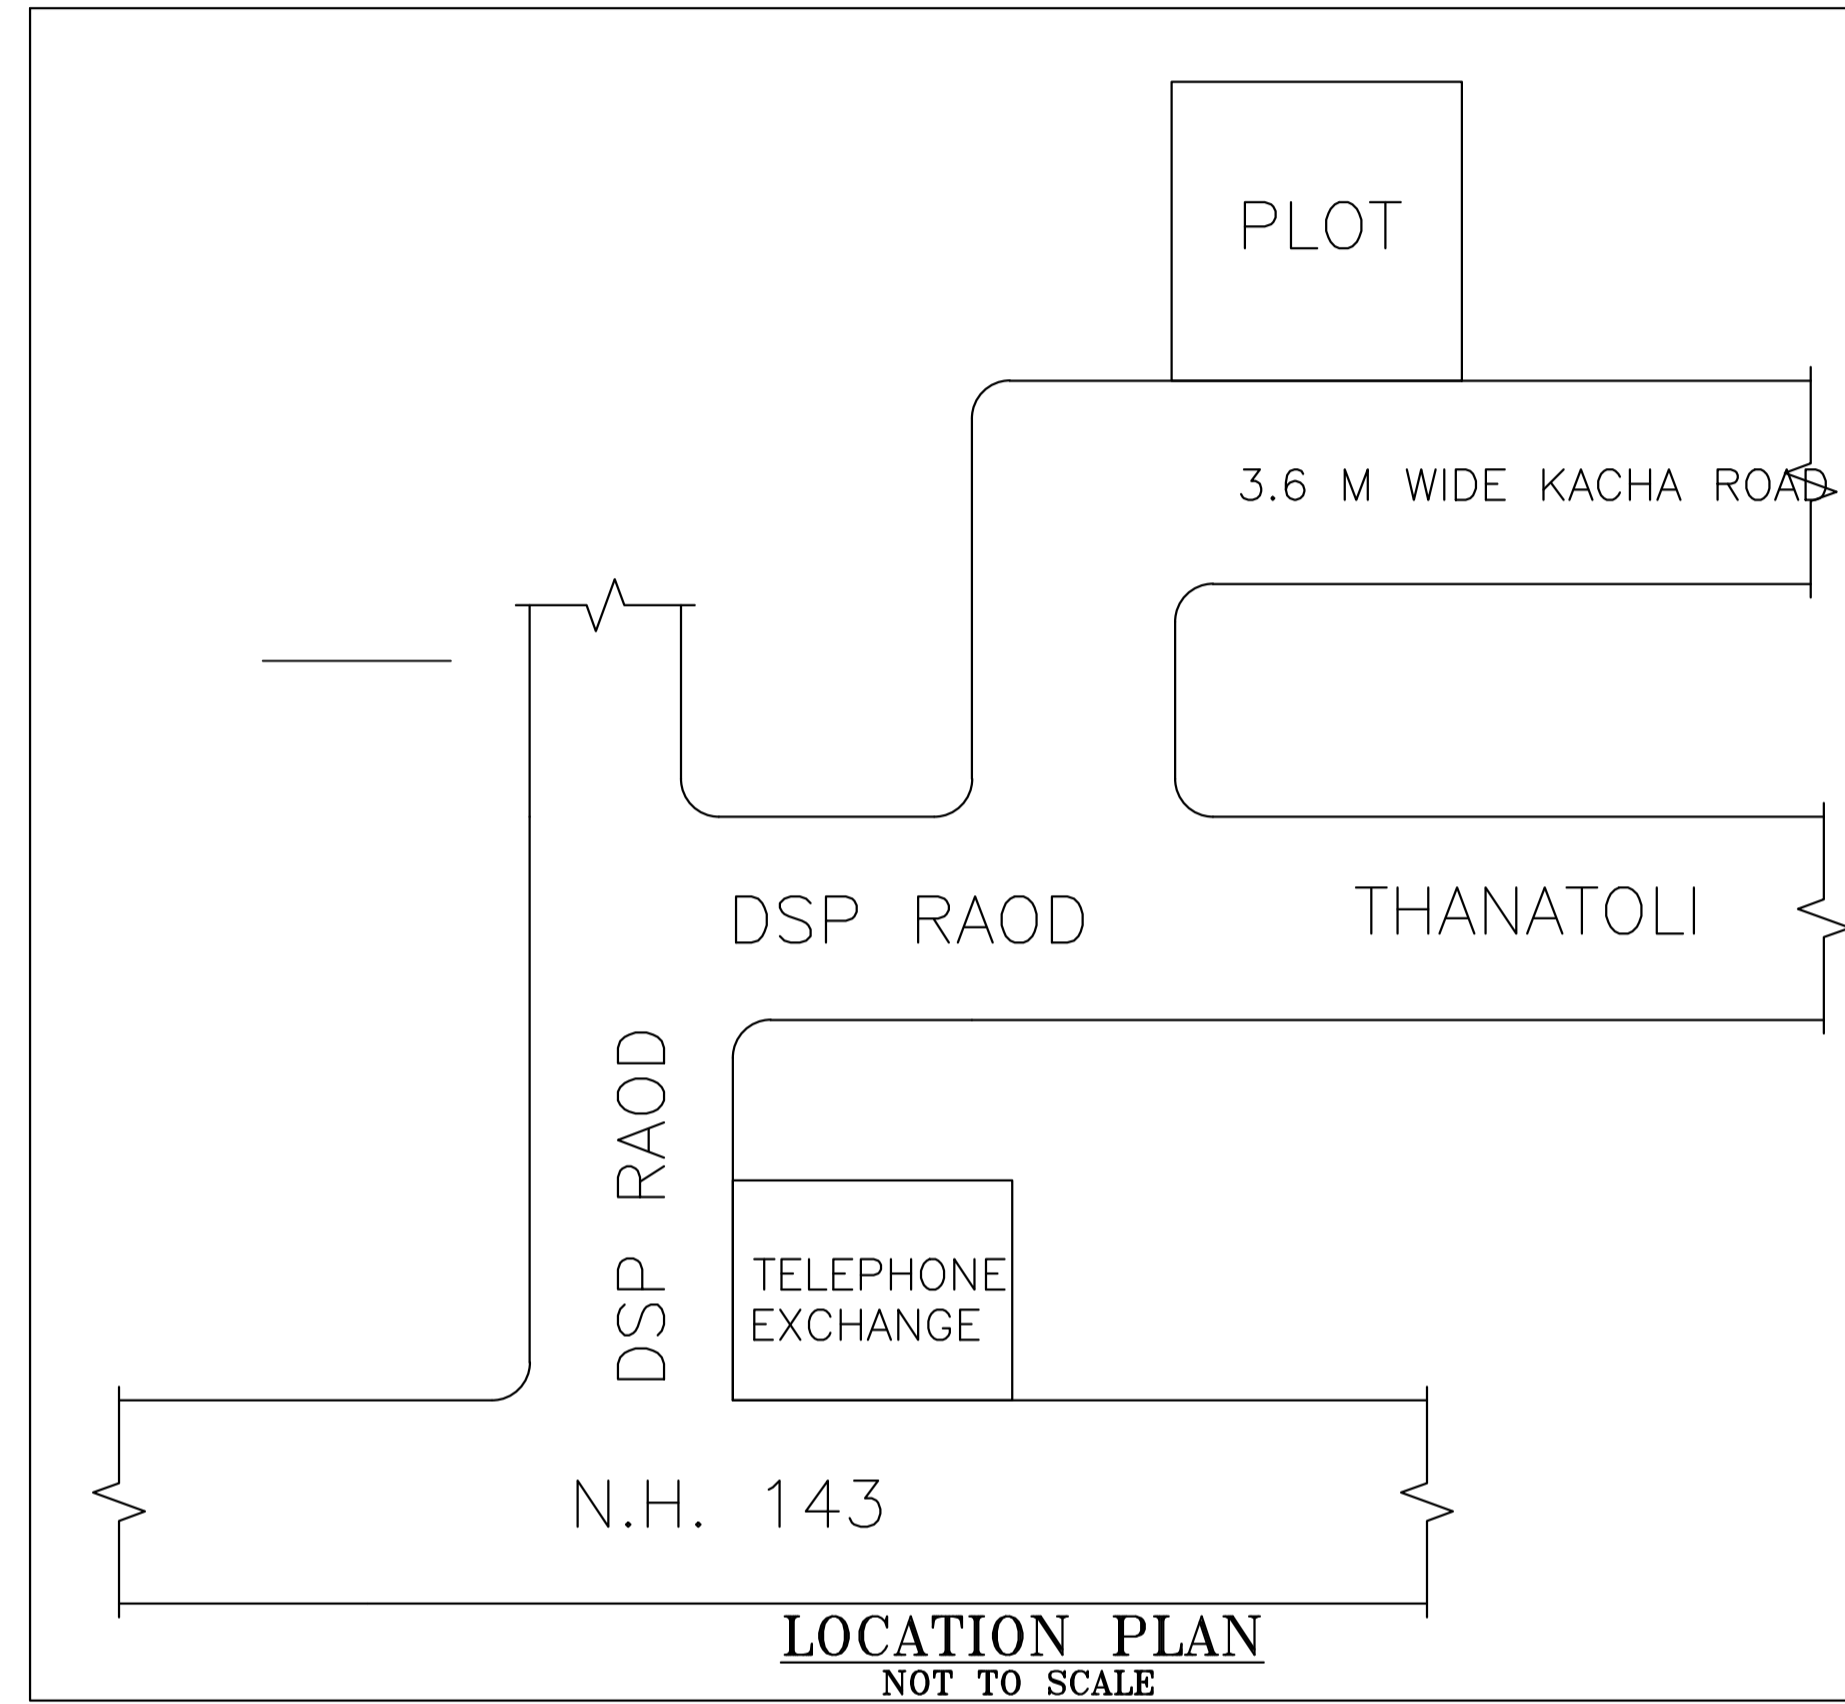 PLOT
3.6 M WIDE KACHA ROAD
DSP RAOD
THANATOLI
DSP RAOD
TELEPHONE
EXCHANGE
N.H. 143
LOCATION PLAN
NOT TO SCALE